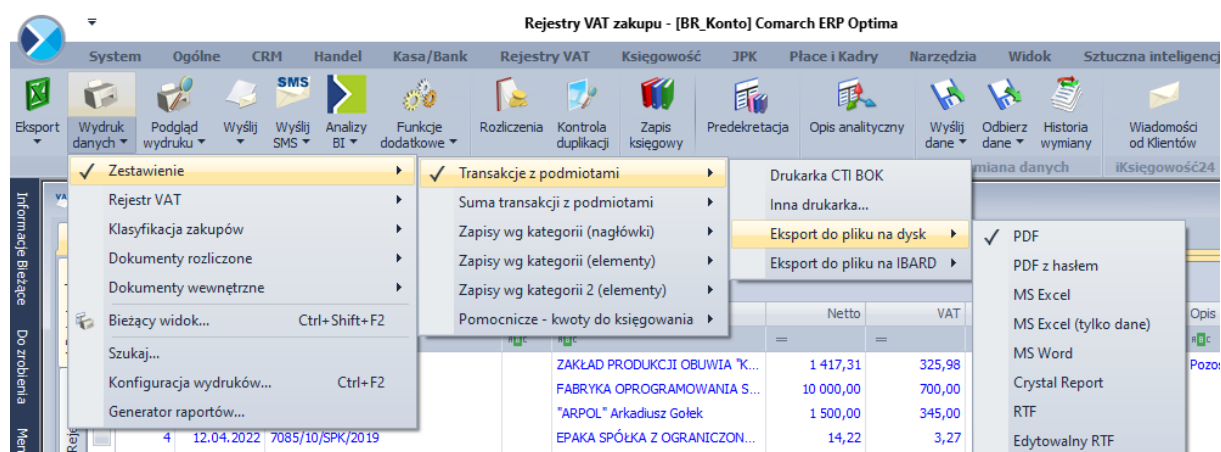 Rejestry VAT zakupu - [BR_Konto] Comarch ERP Optima
System Ogólne CRM Handel Kasa/Bank Rejestry VAT Księgowość JPK Płace i Kadry Narzędzia Widok Sztuczna inteligencj
SMS
Eksport Wydruk danych Podgląd wydruku Wyślij Wyślij SMS Analizy BI Funkcje dodatkowe Rozliczenia Kontrola duplikacji Zapis księgowy Predekretacja Opis analityczny Wyślij dane Odbierz dane Historia wymiany Wiadomości od Klientów
miana danych iKsięgowość24
Informacje Bieżące
Do zrobienia
Zestawienie
Rejestr VAT
Klasyfikacja zakupów
Dokumenty rozliczone
Dokumenty wewnętrzne
Bieżący widok... Ctrl+Shift+F2
Szukaj...
Konfiguracja wydruków... Ctrl+F2
Generator raportów...
Transakcje z podmiotami
Suma transakcji z podmiotami
Zapisy wg kategorii (nagłówki)
Zapisy wg kategorii (elementy)
Zapisy wg kategorii 2 (elementy)
Pomocnicze - kwoty do księgowania
Drukarka CTI BOK
Inna drukarka...
Eksport do pliku na dysk
Eksport do pliku na IBARD
PDF
PDF z hasłem
MS Excel
MS Excel (tylko dane)
MS Word
Crystal Report
RTF
Edytowalny RTF
Netto VAT Opis
= =
ZAKŁAD PRODUKCJI OBUWIA "K... 1 417,31 325,98 Pozos
FABRYKA OPROGRAMOWANIA S... 10 000,00 700,00
"ARPOL" Arkadiusz Gołek 1 500,00 345,00
4 12.04.2022 7085/10/SPK/2019 EPAKA SPÓŁKA Z OGRANICZON... 14,22 3,27